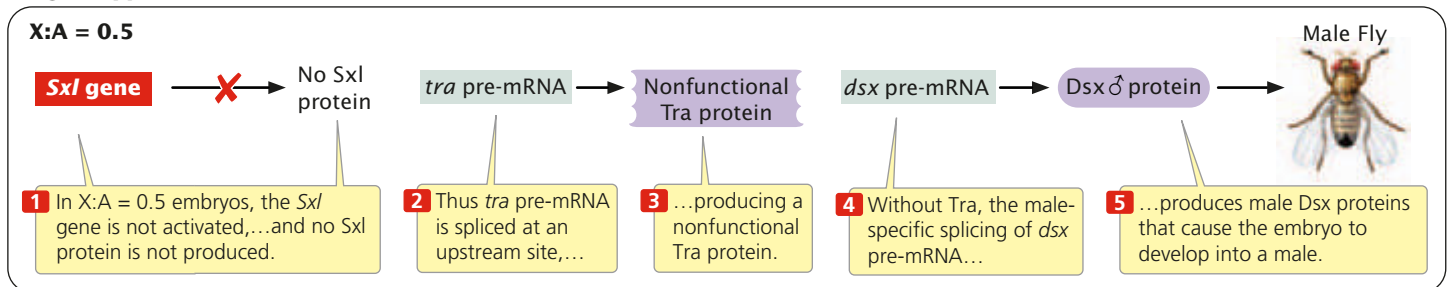 X:A = 0.5
Male Fly
Sxl gene
No Sxl
protein
tra pre-mRNA
Nonfunctional
Tra protein
dsx pre-mRNA
Dsx♂ protein
1 In X:A = 0.5 embryos, the Sxl
gene is not activated,…and no Sxl
protein is not produced.
2 Thus tra pre-mRNA
is spliced at an
upstream site,…
3 …producing a
nonfunctional
Tra protein.
4 Without Tra, the male-
specific splicing of dsx
pre-mRNA…
5 …produces male Dsx proteins
that cause the embryo to
develop into a male.